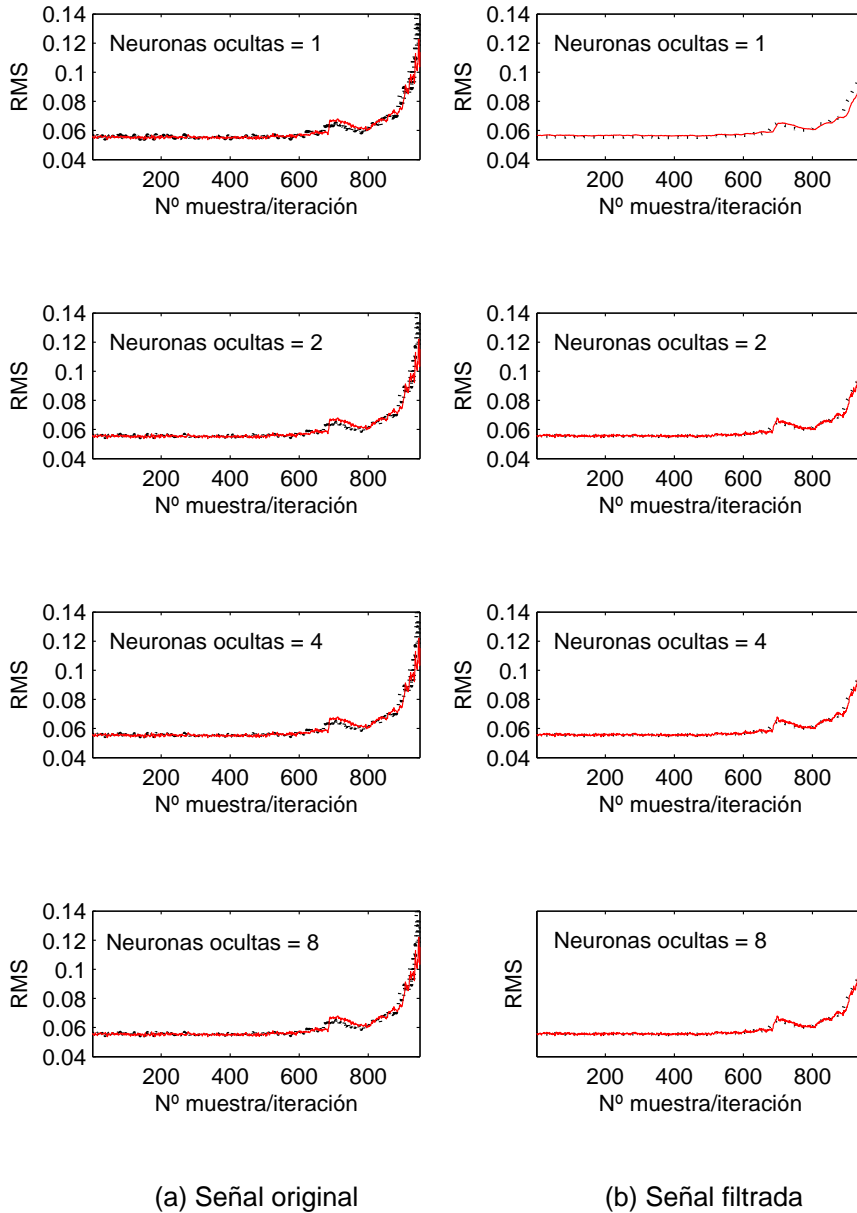 0.14
0.12
0.1
0.08
0.06
0.04
RMS
Neuronas ocultas = 1
200 400 600 800
Nº muestra/iteración
0.14
0.12
0.1
0.08
0.06
0.04
RMS
Neuronas ocultas = 1
200 400 600 800
Nº muestra/iteración
0.14
0.12
0.1
0.08
0.06
0.04
RMS
Neuronas ocultas = 2
200 400 600 800
Nº muestra/iteración
0.14
0.12
0.1
0.08
0.06
0.04
RMS
Neuronas ocultas = 2
200 400 600 800
Nº muestra/iteración
0.14
0.12
0.1
0.08
0.06
0.04
RMS
Neuronas ocultas = 4
200 400 600 800
Nº muestra/iteración
0.14
0.12
0.1
0.08
0.06
0.04
RMS
Neuronas ocultas = 4
200 400 600 800
Nº muestra/iteración
0.14
0.12
0.1
0.08
0.06
0.04
RMS
Neuronas ocultas = 8
200 400 600 800
Nº muestra/iteración
RMS
Neuronas ocultas = 8
200 400 600 800
Nº muestra/iteración
(a) Señal original
(b) Señal filtrada